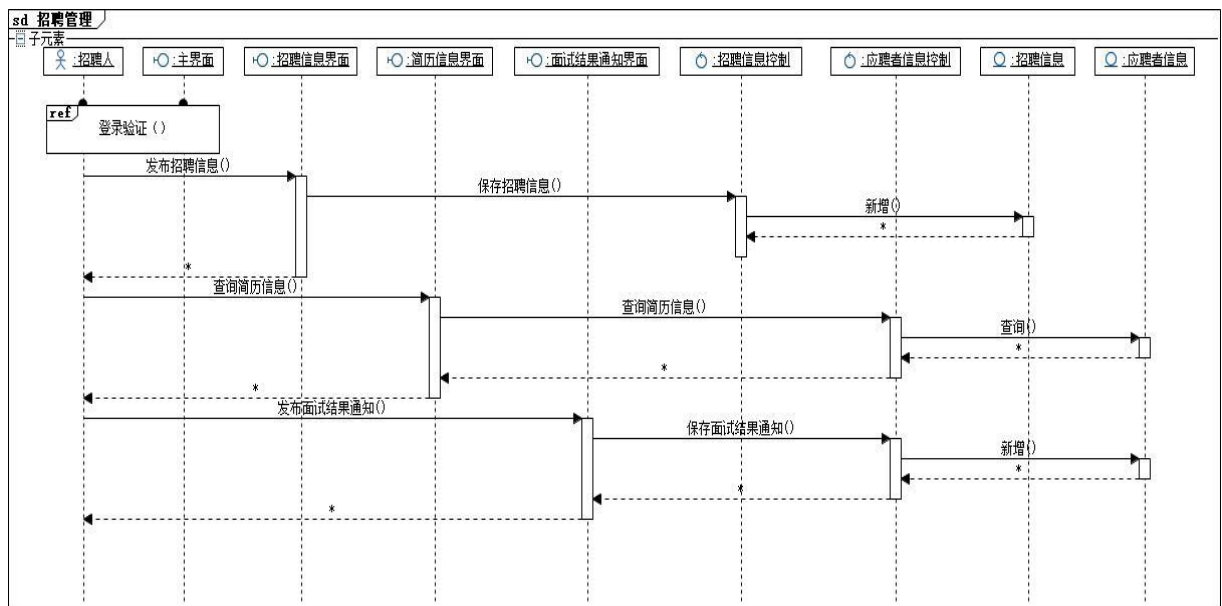 sd 招聘管理
子元素
:招聘人 :主界面 :招聘信息界面 :简历信息界面 :面试结果通知界面 :招聘信息控制 :应聘者信息控制 :招聘信息 :应聘者信息
ref
登录验证 ()
发布招聘信息()
保存招聘信息()
新增()
*
*
查询简历信息()
查询简历信息()
查询()
*
*
*
发布面试结果通知()
保存面试结果通知()
新增()
*
*
*